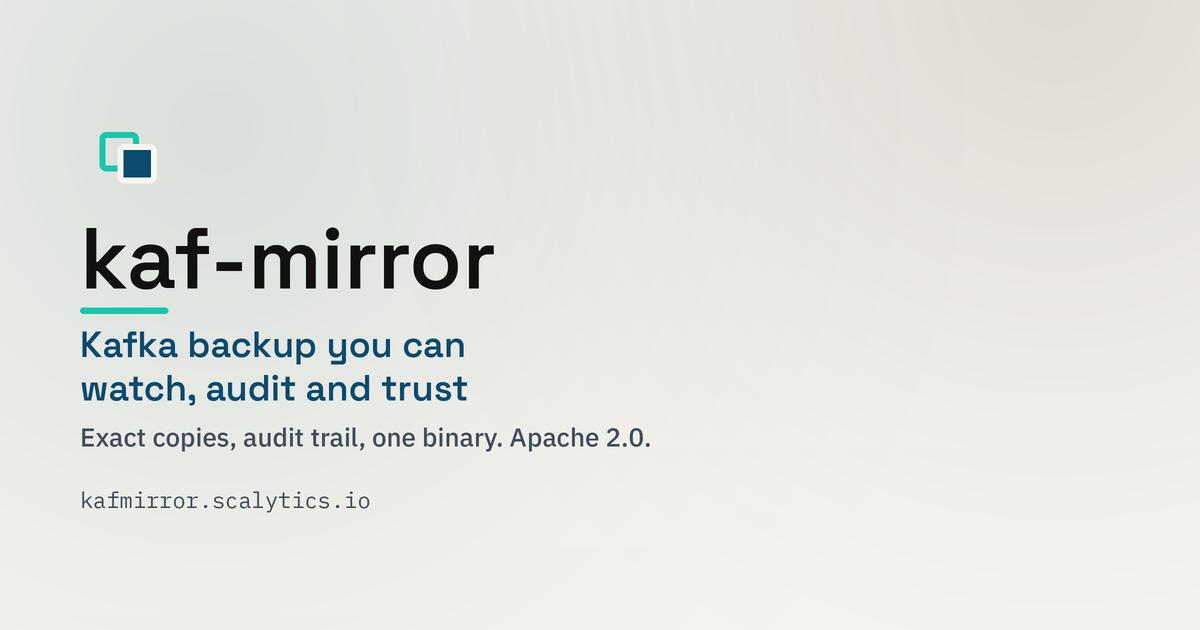 kaf-mirror
Kafka backup you can
watch, audit and trust
Exact copies, audit trail, one binary. Apache 2.0.
kafmirror.scalytics.io